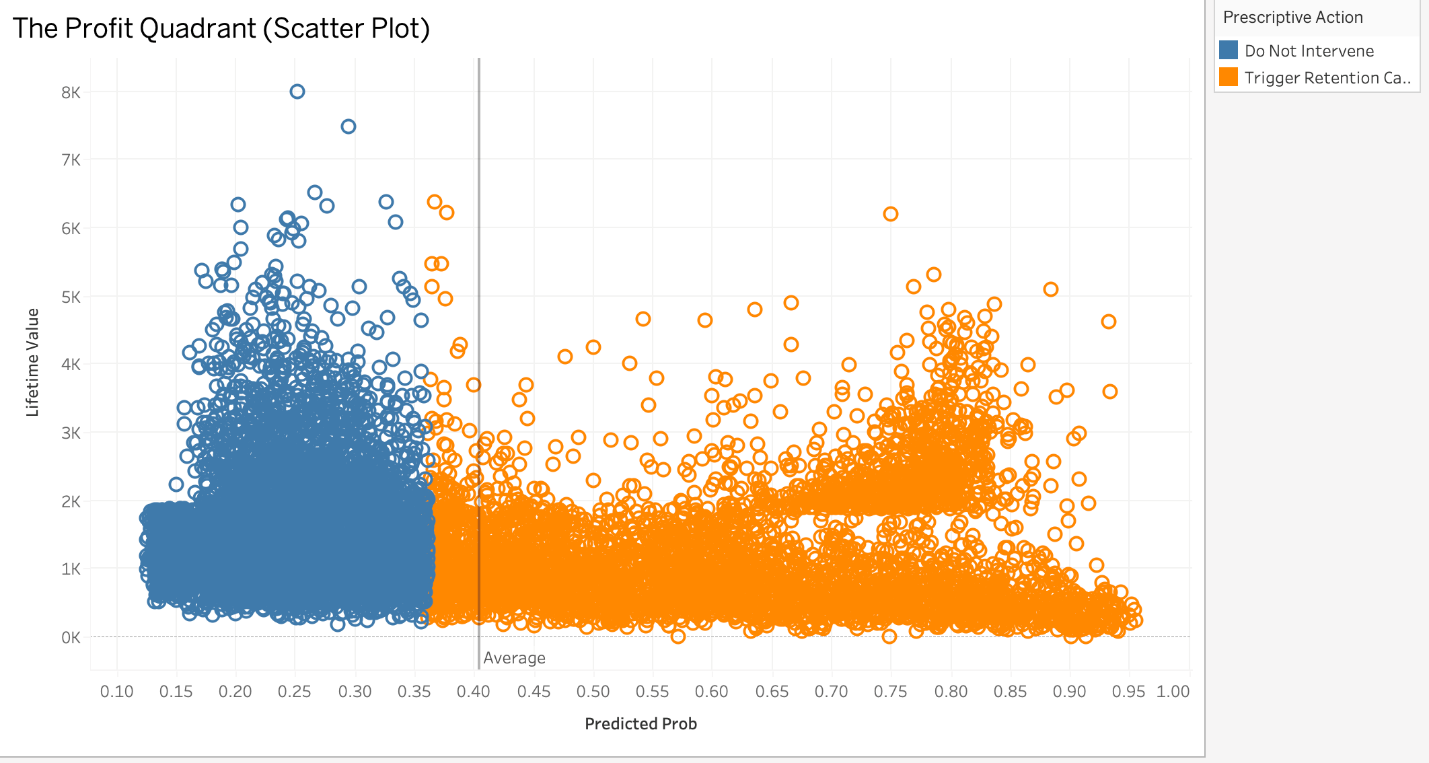 The Profit Quadrant (Scatter Plot)
Prescriptive Action
Do Not Intervene
Trigger Retention Ca..
Lifetime Value
8K
7K
6K
5K
4K
3K
2K
1K
0K
Average
0.10 0.15 0.20 0.25 0.30 0.35 0.40 0.45 0.50 0.55 0.60 0.65 0.70 0.75 0.80 0.85 0.90 0.95 1.00
Predicted Prob